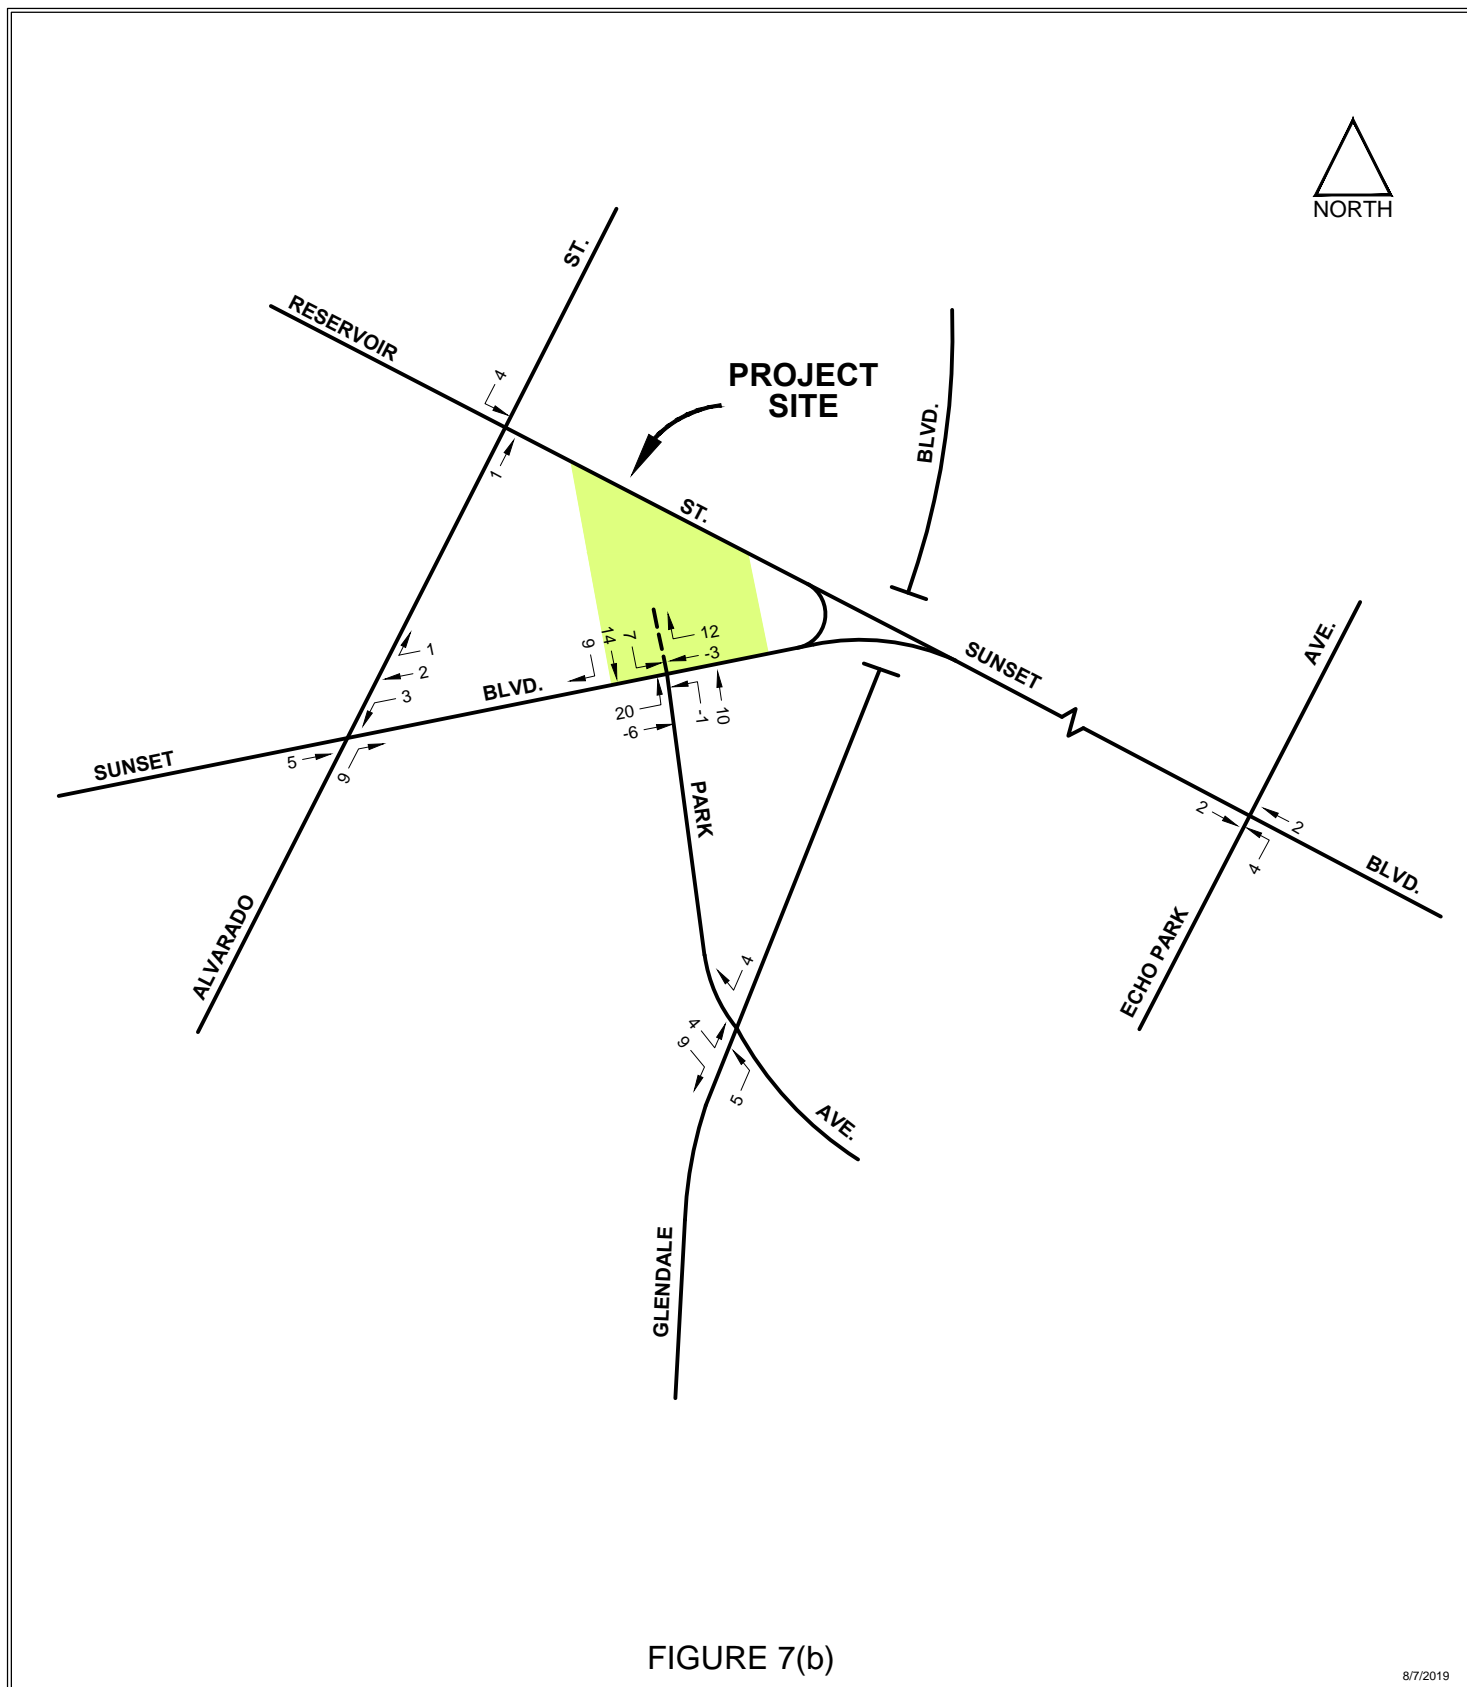 NORTH
ST.
RESERVOIR
4
PROJECT
SITE
BLVD.
1
ST.
AVE.
1
2
3
9
14
7
12
-3
SUNSET
BLVD.
20
-6
-1
10
SUNSET
5
9
PARK
2
2
4
BLVD.
ALVARADO
ECHO PARK
4
4
9
5
AVE.
GLENDALE
FIGURE 7(b)
8/7/2019